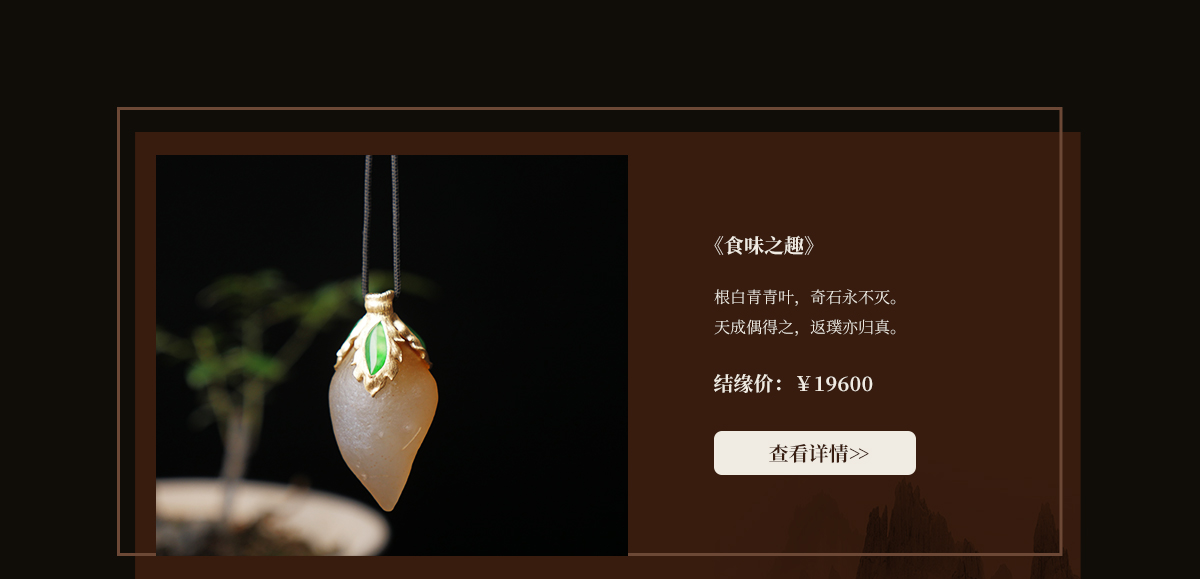 《食味之趣》
根白青青叶，奇石永不灭。
天成偶得之，返璞亦归真。
结缘价：￥19600
查看详情>>